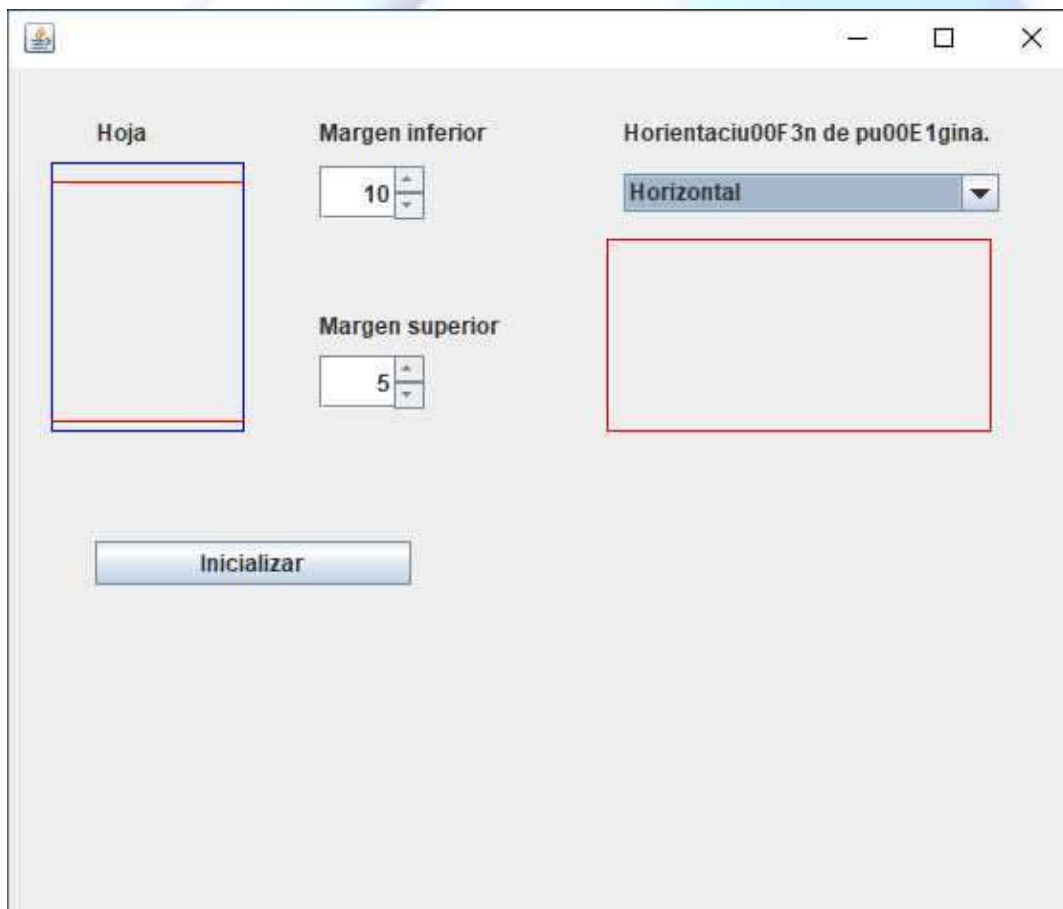 Hoja
Margen inferior
Horientaciu00F3n de pu00E1gina.
10
Horizontal
Margen superior
5
Inicializar